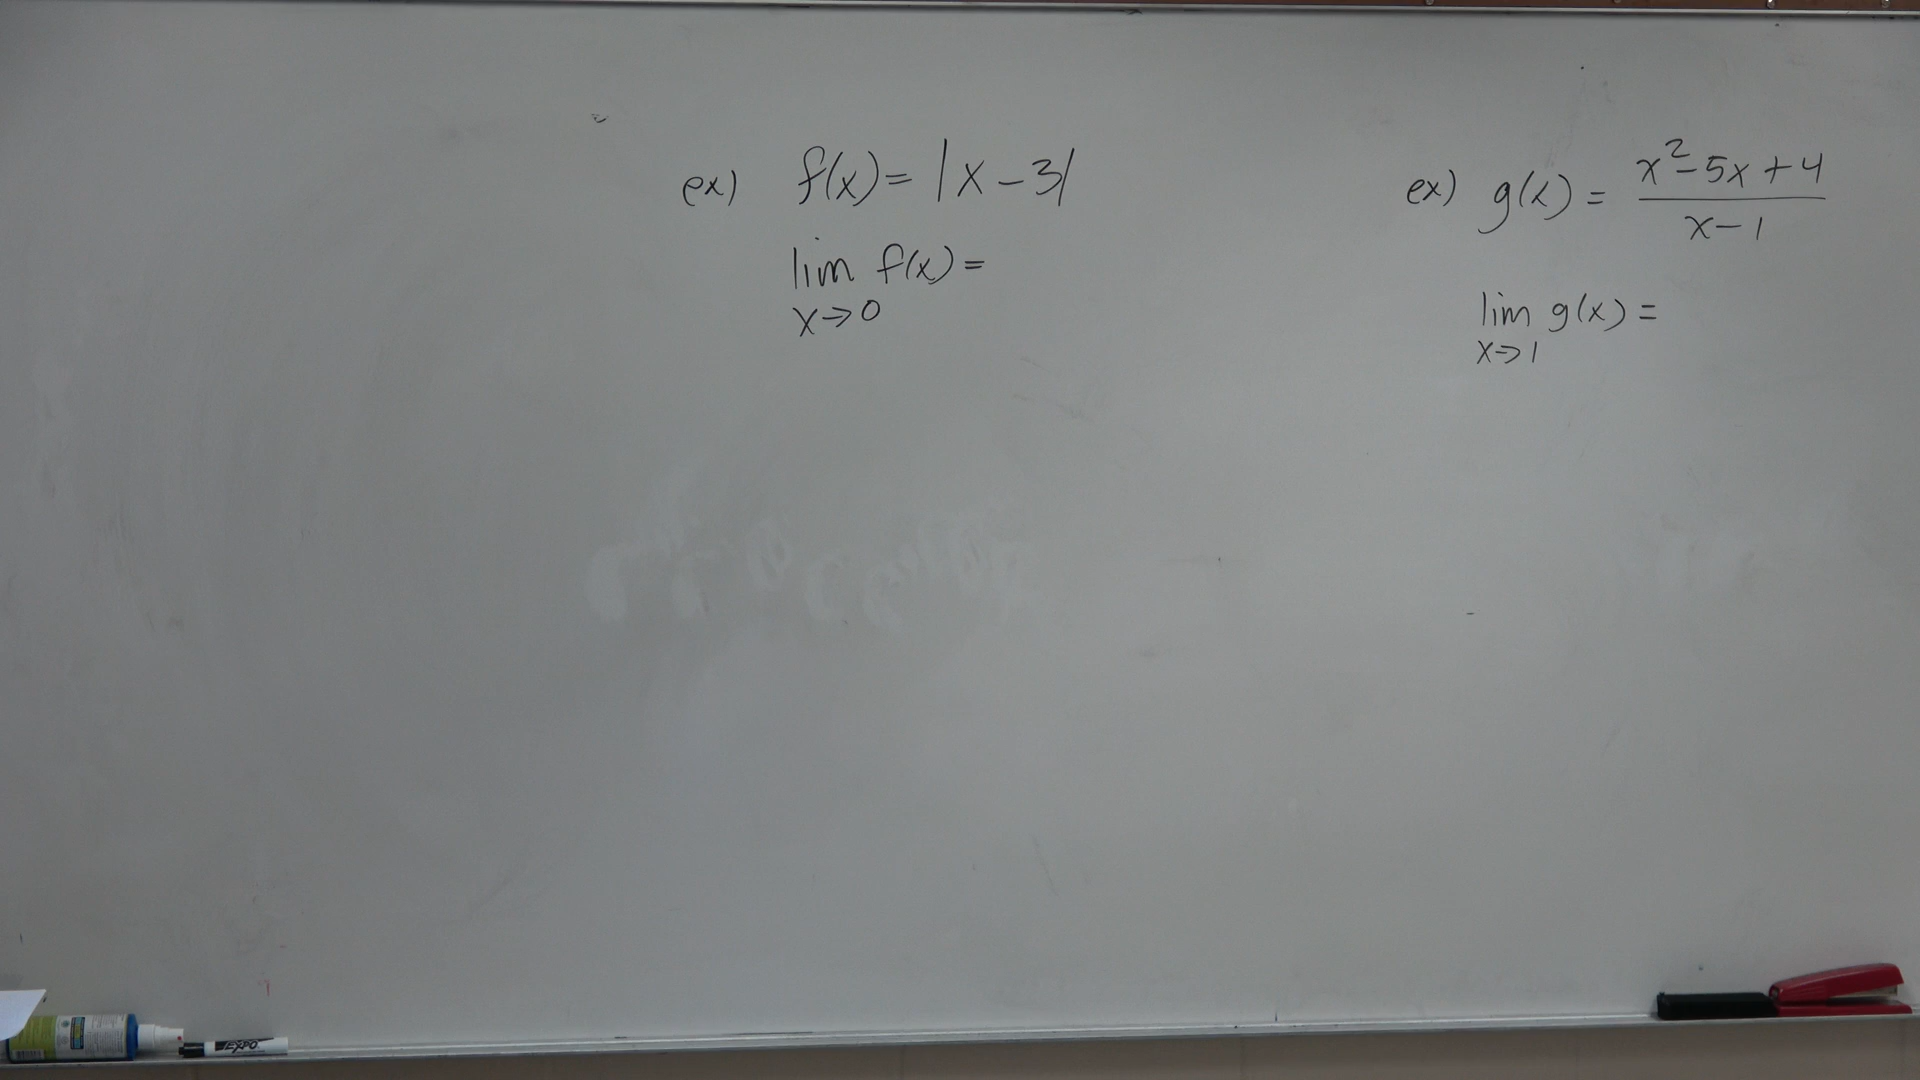 ex) f(x) = |x - 3|
lim f(x) =
x→0
ex) g(x) = x² - 5x + 4 / x - 1
lim g(x) =
x→1
EXPO